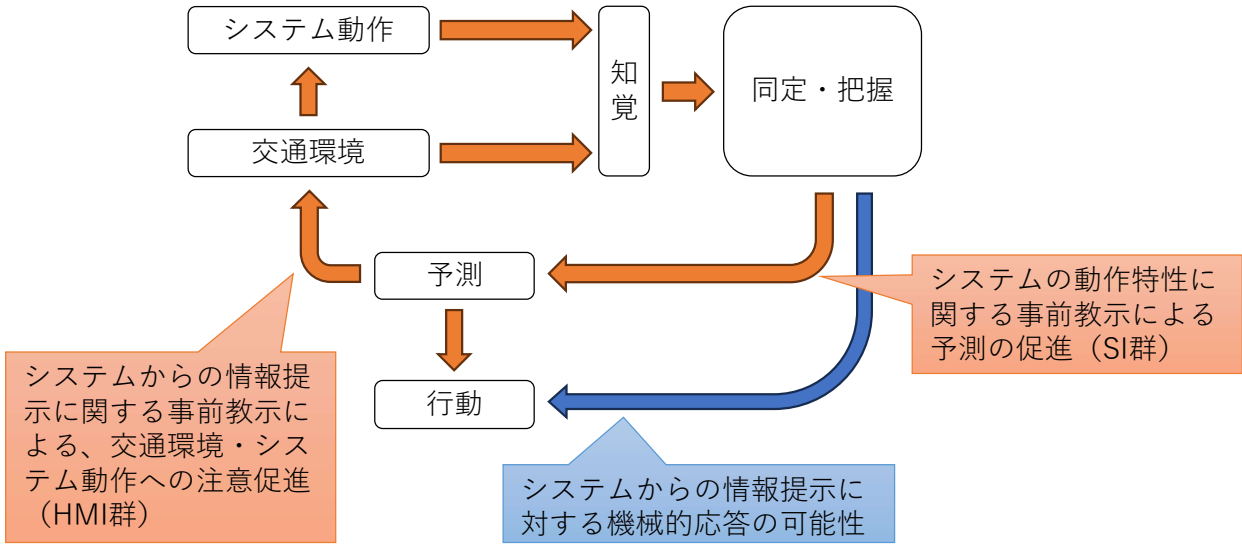 システム動作
知
覚
同定・把握
交通環境
予測
システムの動作特性に
関する事前教示による
予測の促進（SI群）
システムからの情報提
示に関する事前教示に
よる、交通環境・シス
テム動作への注意促進
（HMI群）
行動
システムからの情報提示に
対する機械的応答の可能性